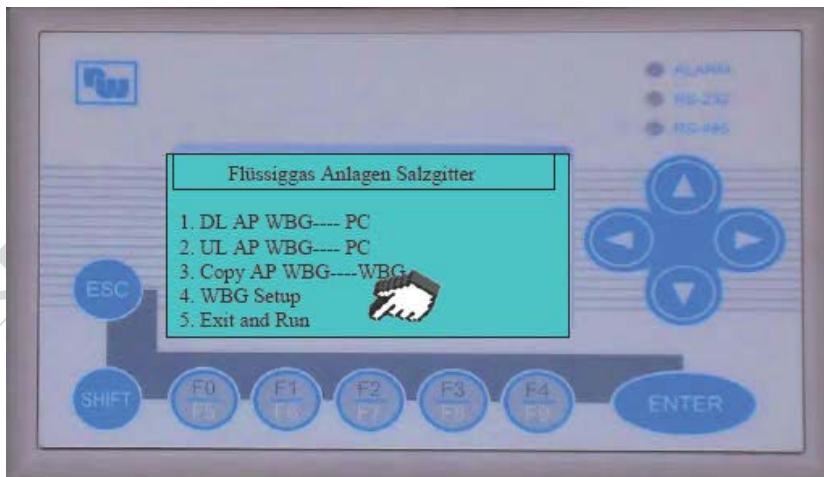 ALARM
RS-232
RS-485
Flüssiggas Anlagen Salzgitter
1. DL AP WBG---- PC
2. UL AP WBG---- PC
3. Copy AP WBG----WBG
4. WBG Setup
5. Exit and Run
ESC
SHIFT
F0 F1 F2 F3 F4
F5 F6 F7 F8 F9
ENTER